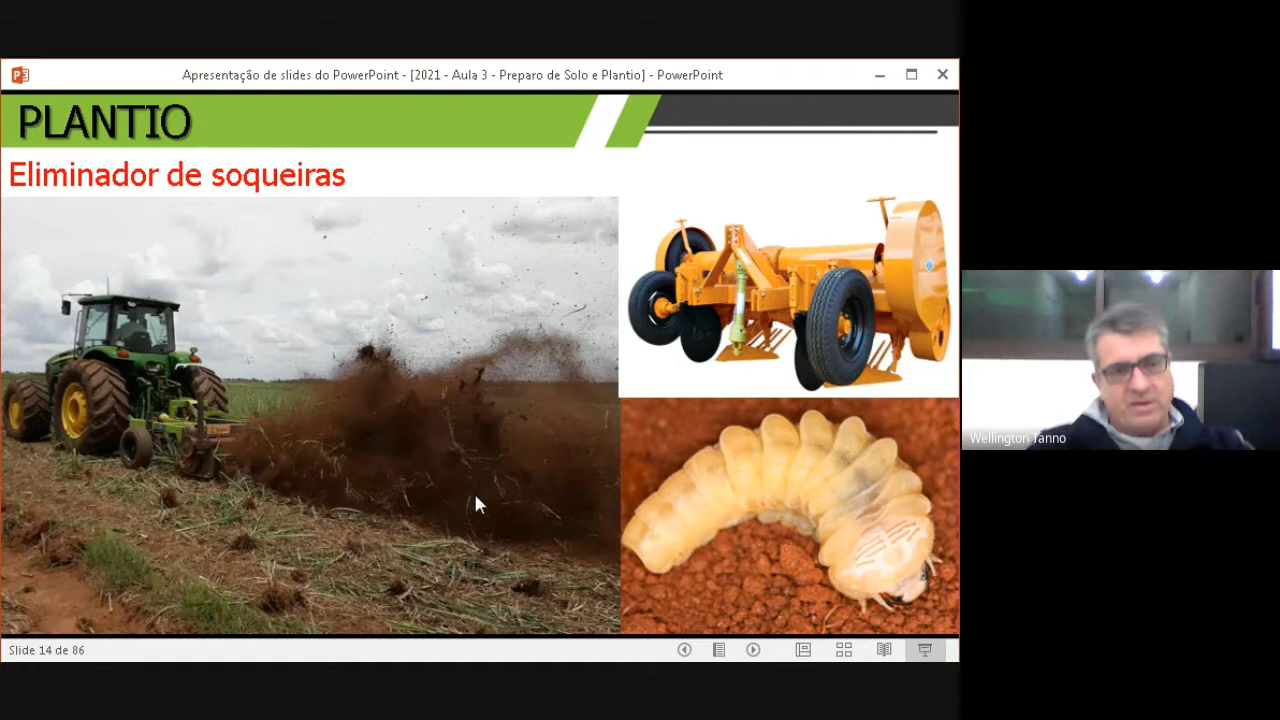 Apresentação de slides do PowerPoint - [2021 - Aula 3 - Preparo de Solo e Plantio] - PowerPoint
PLANTIO
Eliminador de soqueiras
Wellington Tanno
Slide 14 de 86